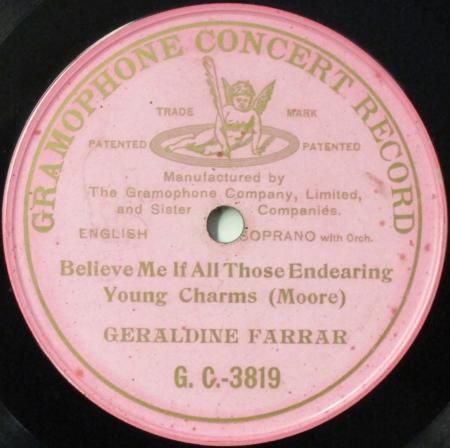 GRAMOPHONE CONCERT RECORD
TRADE MARK
PATENTED PATENTED
Manufactured by
The Gramophone Company, Limited,
and Sister Companiés.
ENGLISH SOPRANO with Orch.
Believe Me If All Those Endearing
Young Charms (Moore)
GERALDINE FARRAR
G. C.-3819